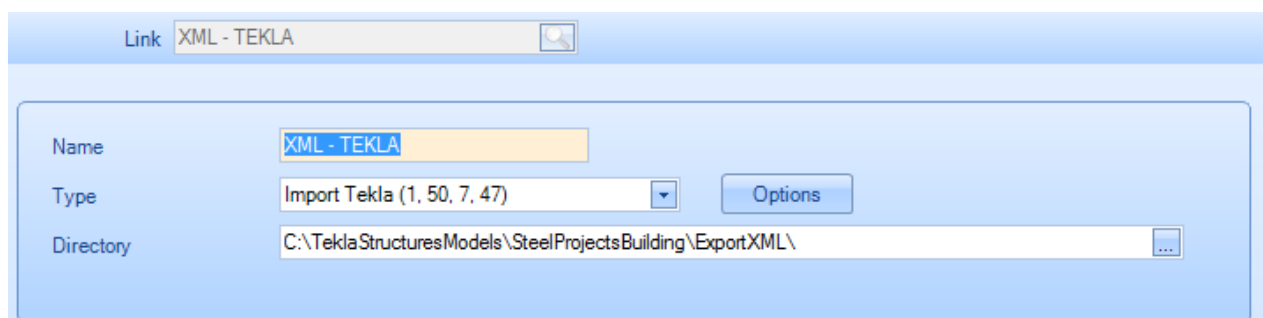 Link XML - TEKLA
Name XML - TEKLA
Type Import Tekla (1, 50, 7, 47) Options
Directory C:\TeklaStructuresModels\SteelProjectsBuilding\ExportXML\ ...